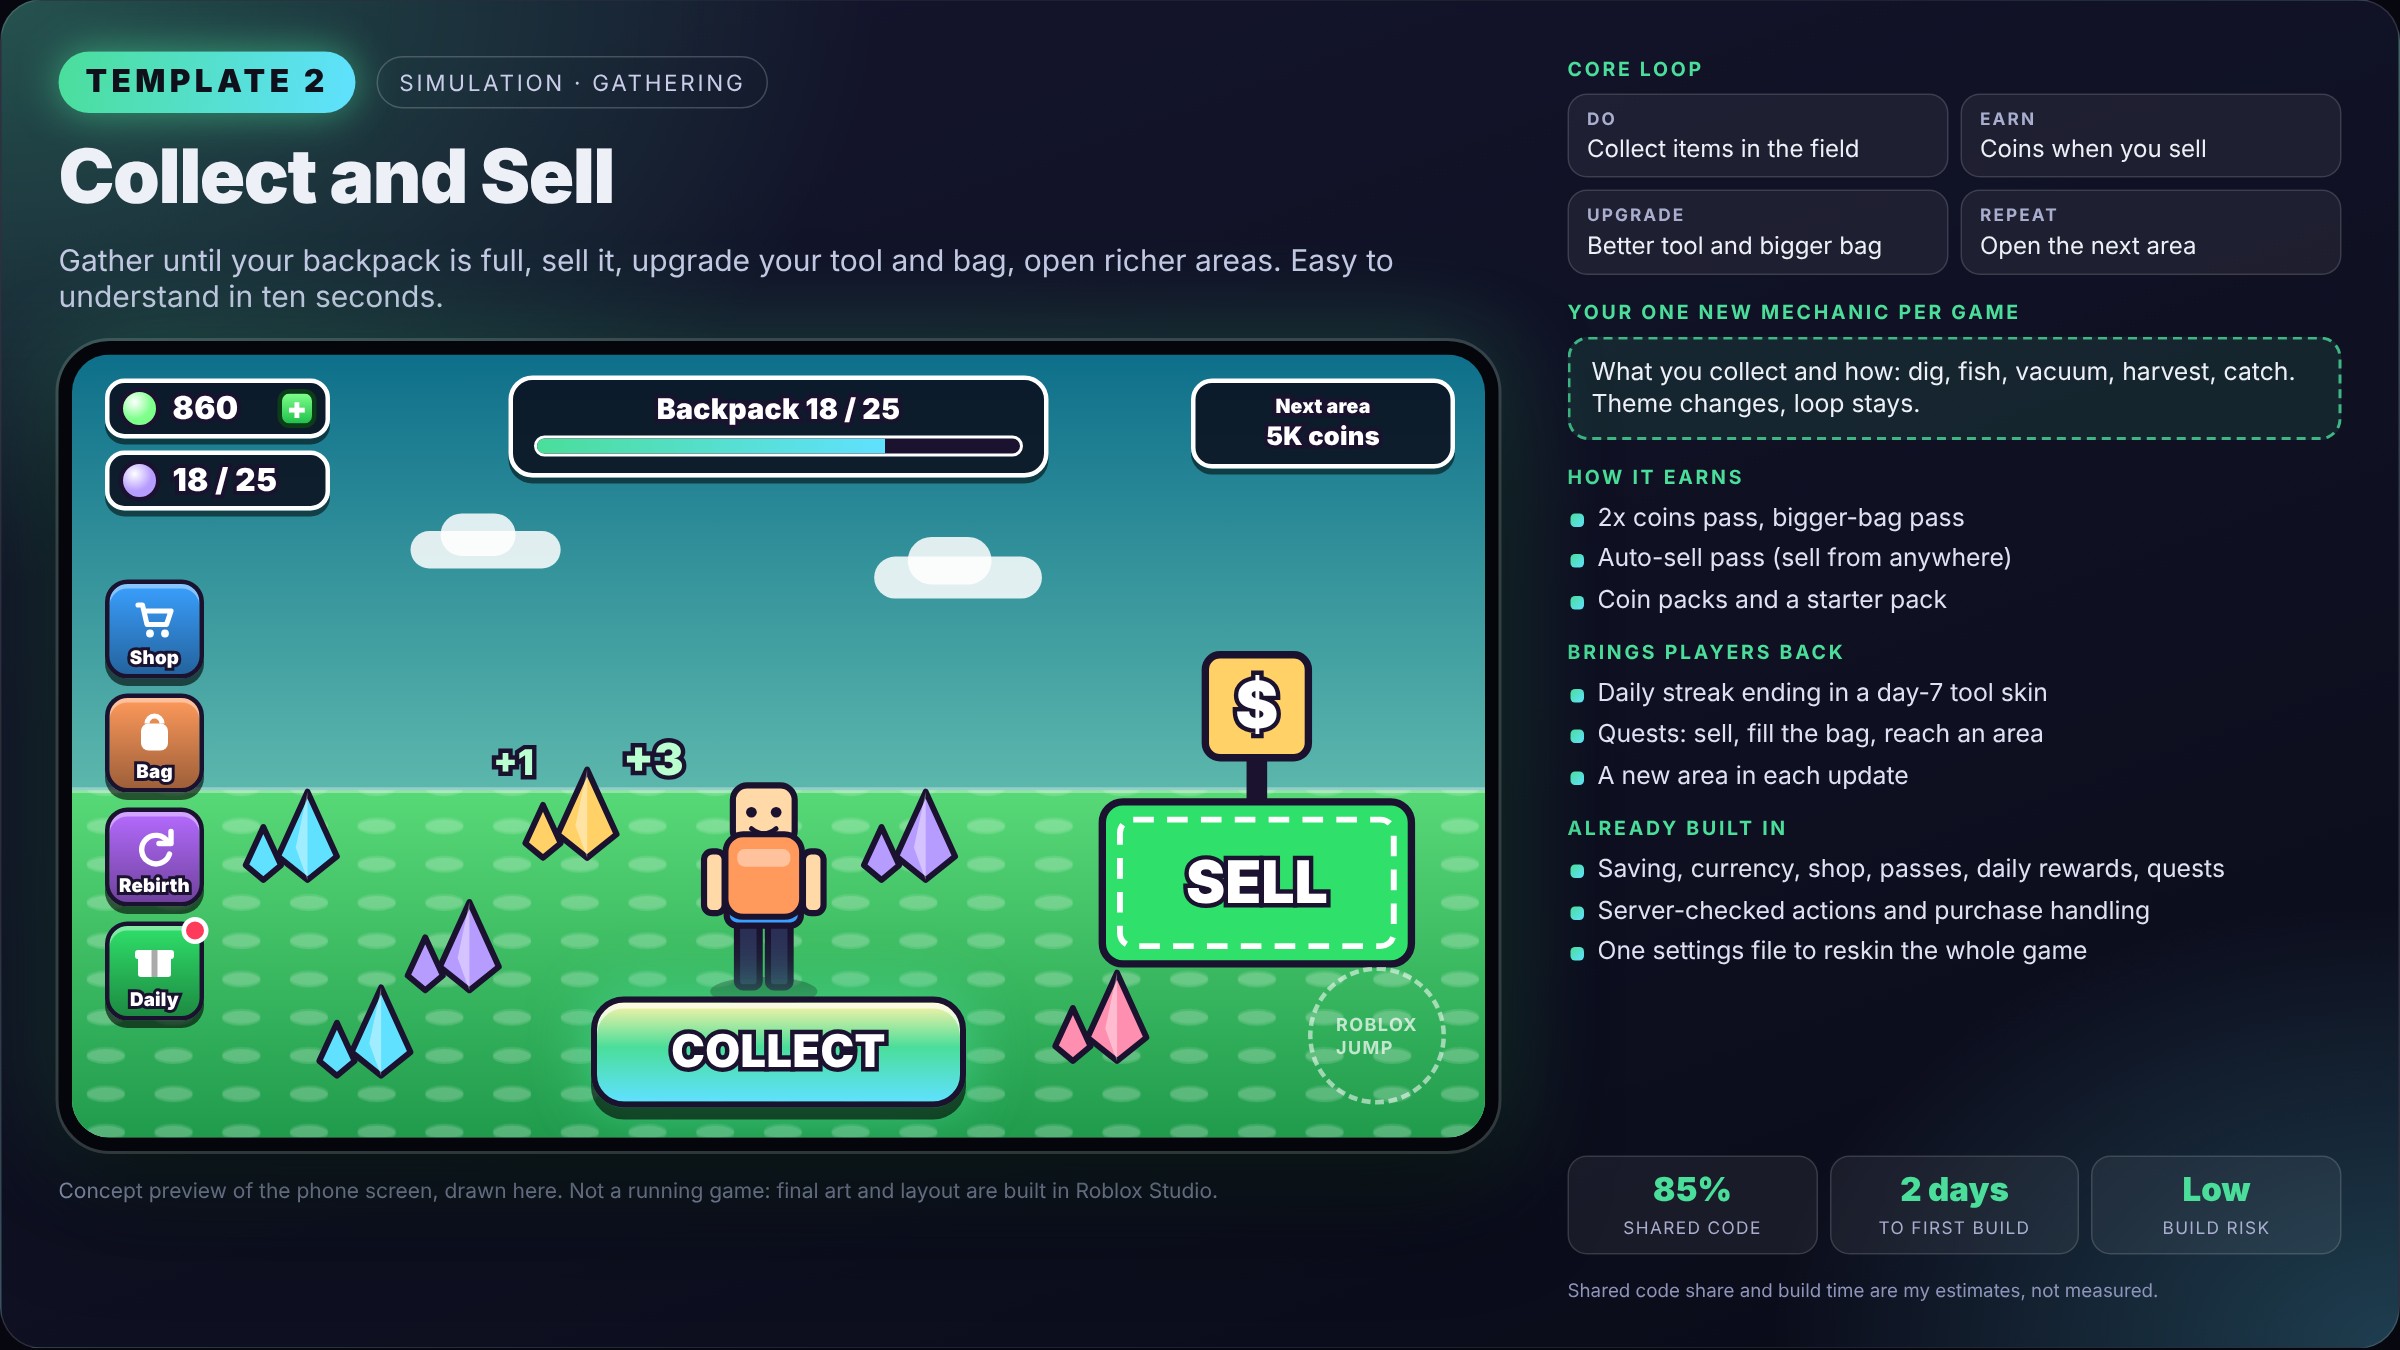 TEMPLATE 2
SIMULATION · GATHERING
Collect and Sell
Gather until your backpack is full, sell it, upgrade your tool and bag, open richer areas. Easy to
understand in ten seconds.
860
18 / 25
Backpack 18 / 25
Next area
5K coins
Shop
Bag
Rebirth
Daily
+1
+3
$
SELL
COLLECT
ROBLOX
JUMP
Concept preview of the phone screen, drawn here. Not a running game: final art and layout are built in Roblox Studio.
CORE LOOP
DO
Collect items in the field
EARN
Coins when you sell
UPGRADE
Better tool and bigger bag
REPEAT
Open the next area
YOUR ONE NEW MECHANIC PER GAME
What you collect and how: dig, fish, vacuum, harvest, catch.
Theme changes, loop stays.
HOW IT EARNS
2x coins pass, bigger-bag pass
Auto-sell pass (sell from anywhere)
Coin packs and a starter pack
BRINGS PLAYERS BACK
Daily streak ending in a day-7 tool skin
Quests: sell, fill the bag, reach an area
A new area in each update
ALREADY BUILT IN
Saving, currency, shop, passes, daily rewards, quests
Server-checked actions and purchase handling
One settings file to reskin the whole game
85%
SHARED CODE
2 days
TO FIRST BUILD
Low
BUILD RISK
Shared code share and build time are my estimates, not measured.